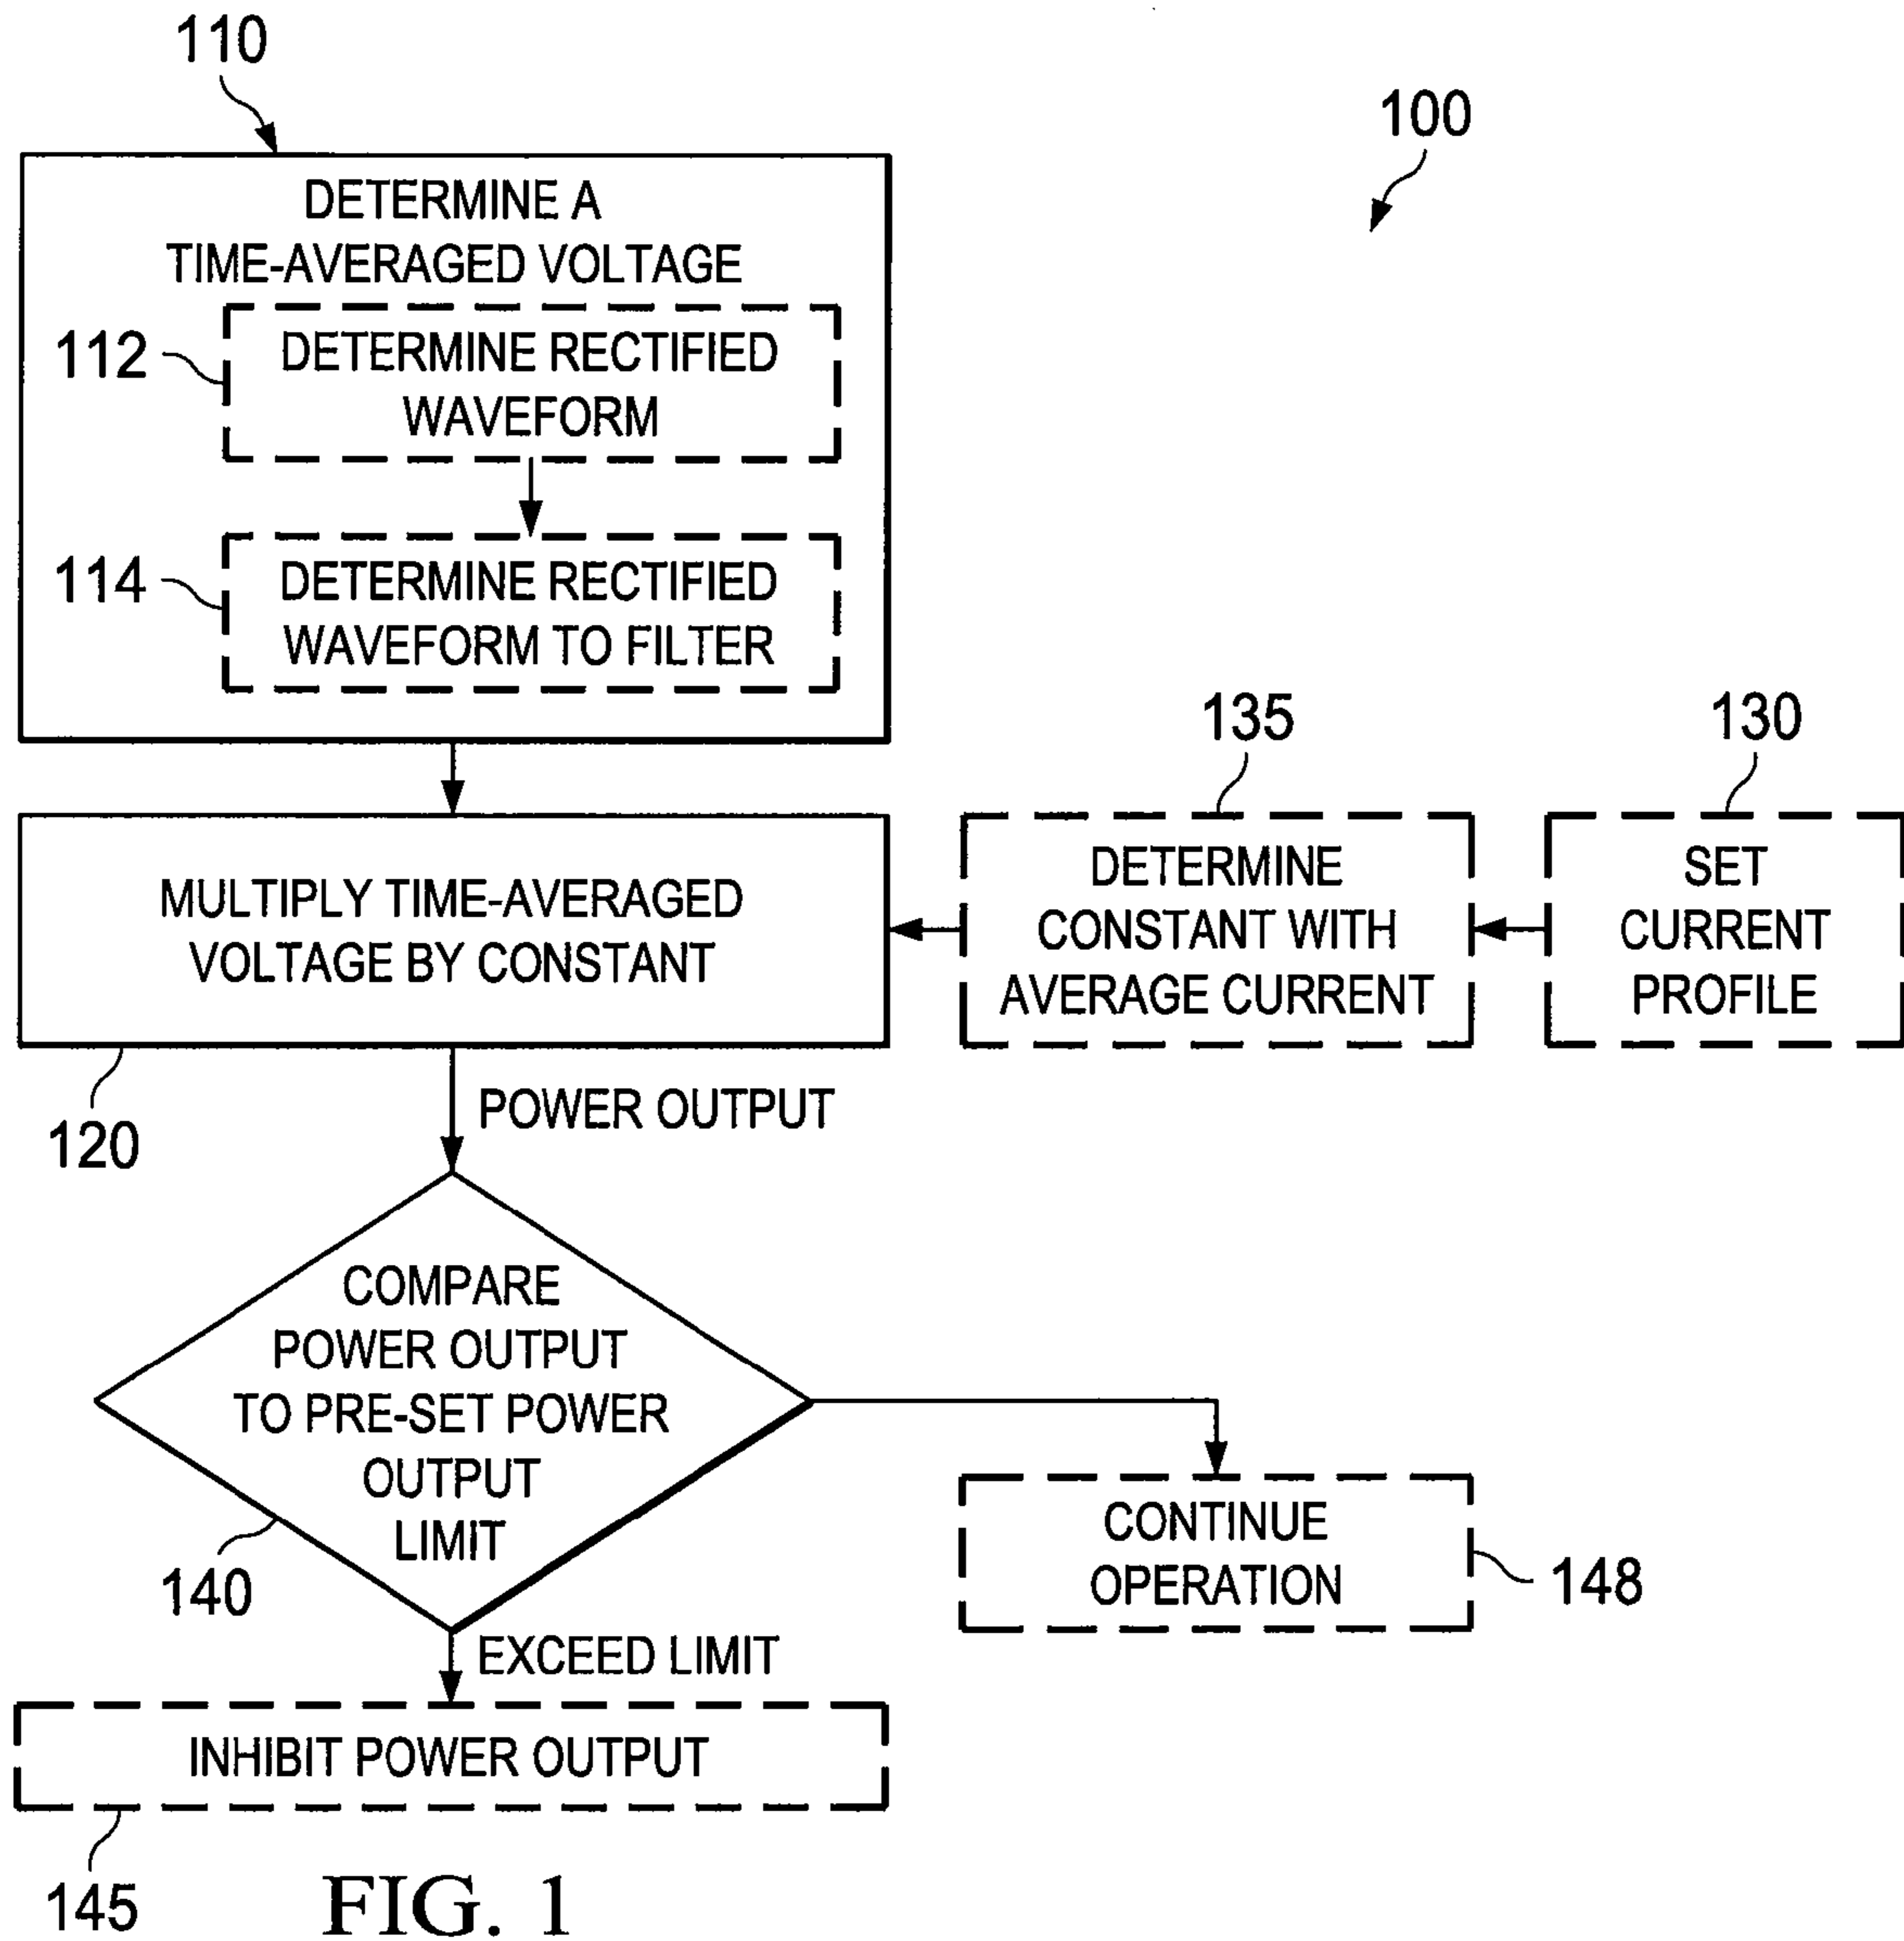 110
100
DETERMINE A
TIME-AVERAGED VOLTAGE
112
DETERMINE RECTIFIED
WAVEFORM
114
DETERMINE RECTIFIED
WAVEFORM TO FILTER
135
130
MULTIPLY TIME-AVERAGED
VOLTAGE BY CONSTANT
DETERMINE
CONSTANT WITH
AVERAGE CURRENT
SET
CURRENT
PROFILE
120
POWER OUTPUT
COMPARE
POWER OUTPUT
TO PRE-SET POWER
OUTPUT
LIMIT
140
CONTINUE
OPERATION
148
EXCEED LIMIT
INHIBIT POWER OUTPUT
145
FIG. 1